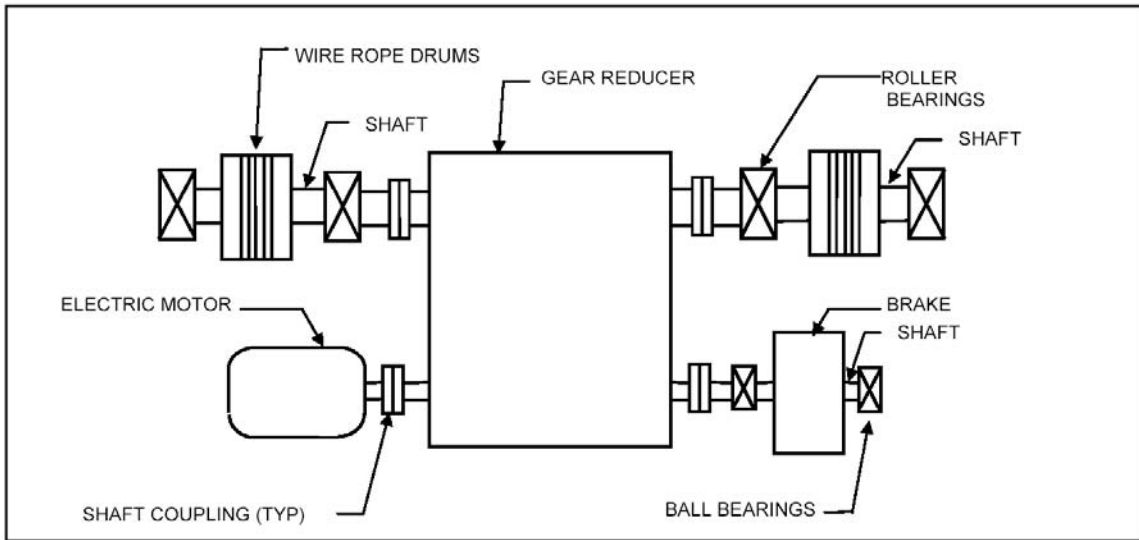 WIRE ROPE DRUMS
GEAR REDUCER
ROLLER
BEARINGS
SHAFT
SHAFT
ELECTRIC MOTOR
BRAKE
SHAFT
SHAFT COUPLING (TYP)
BALL BEARINGS